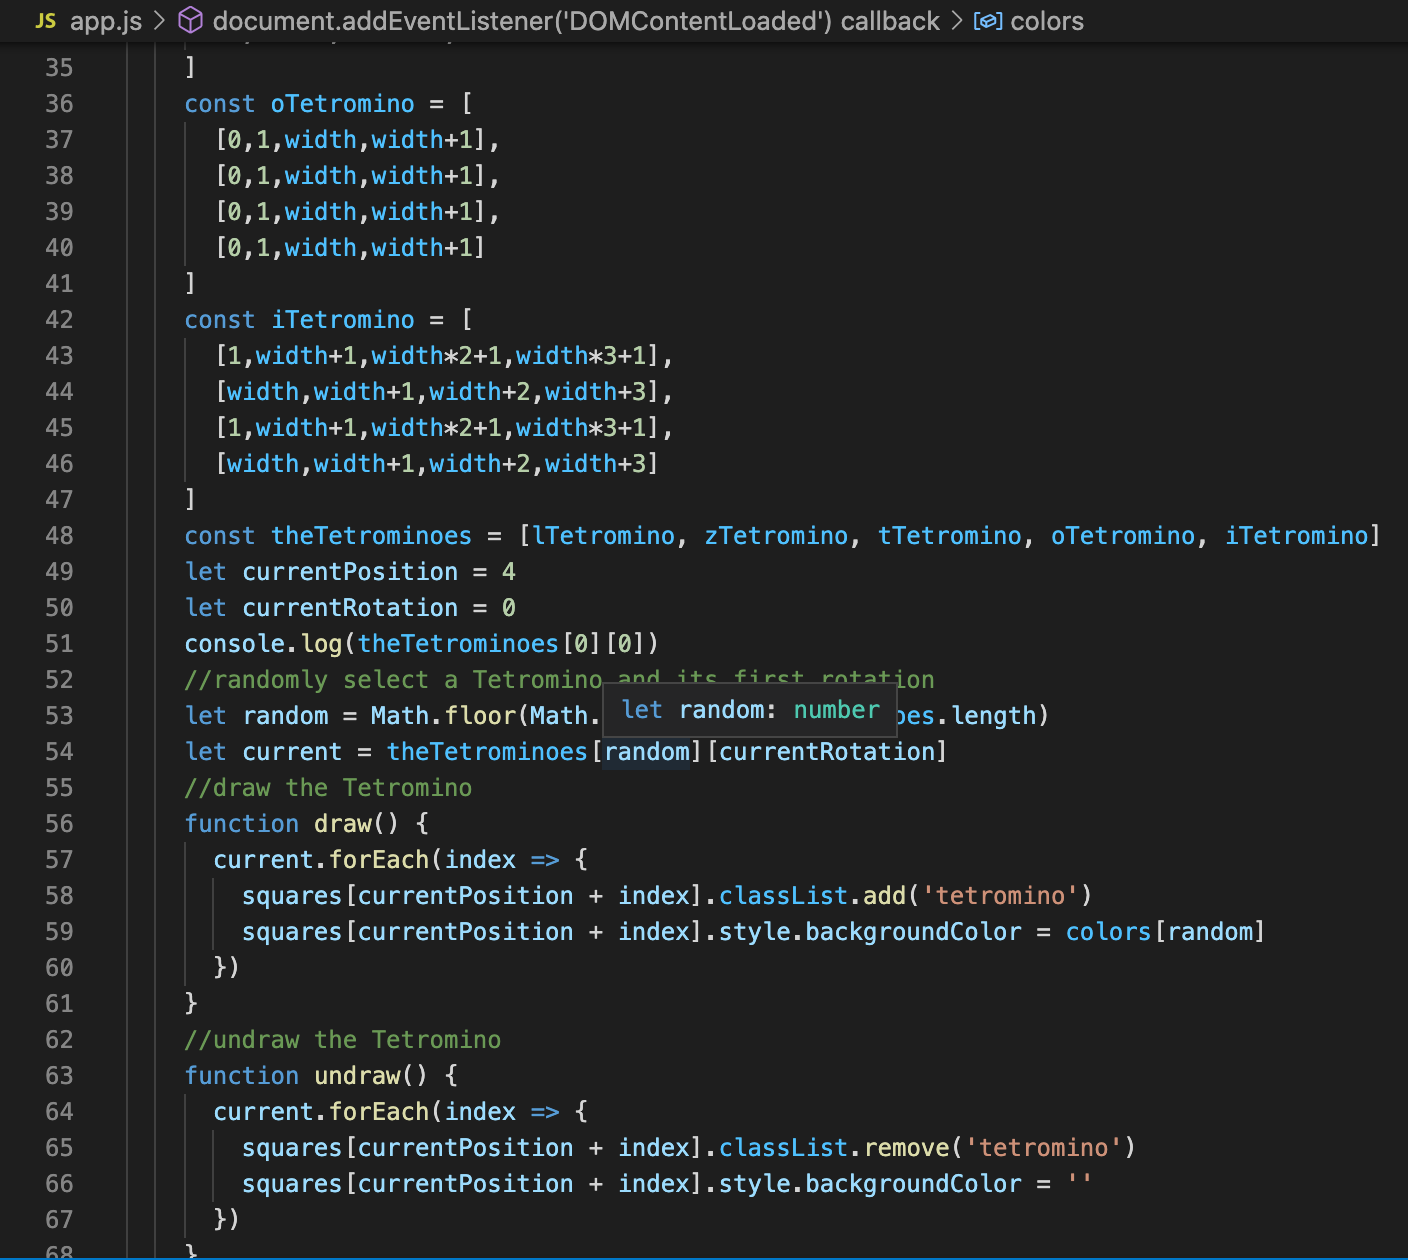 JS app.js > document.addEventListener('DOMContentLoaded') callback > colors
35 ]
36 const oTetromino = [
37 [0,1,width,width+1],
38 [0,1,width,width+1],
39 [0,1,width,width+1],
40 [0,1,width,width+1]
41 ]
42 const iTetromino = [
43 [1,width+1,width*2+1,width*3+1],
44 [width,width+1,width+2,width+3],
45 [1,width+1,width*2+1,width*3+1],
46 [width,width+1,width+2,width+3]
47 ]
48 const theTetrominoes = [lTetromino, zTetromino, tTetromino, oTetromino, iTetromino]
49 let currentPosition = 4
50 let currentRotation = 0
51 console.log(theTetrominoes[0][0])
52 //randomly select a Tetromino and its first rotation
53 let random = Math.floor(Math. oes.length)
let random: number
54 let current = theTetrominoes[random][currentRotation]
55 //draw the Tetromino
56 function draw() {
57 current.forEach(index => {
58 squares[currentPosition + index].classList.add('tetromino')
59 squares[currentPosition + index].style.backgroundColor = colors[random]
60 })
61 }
62 //undraw the Tetromino
63 function undraw() {
64 current.forEach(index => {
65 squares[currentPosition + index].classList.remove('tetromino')
66 squares[currentPosition + index].style.backgroundColor = ''
67 })
68 }